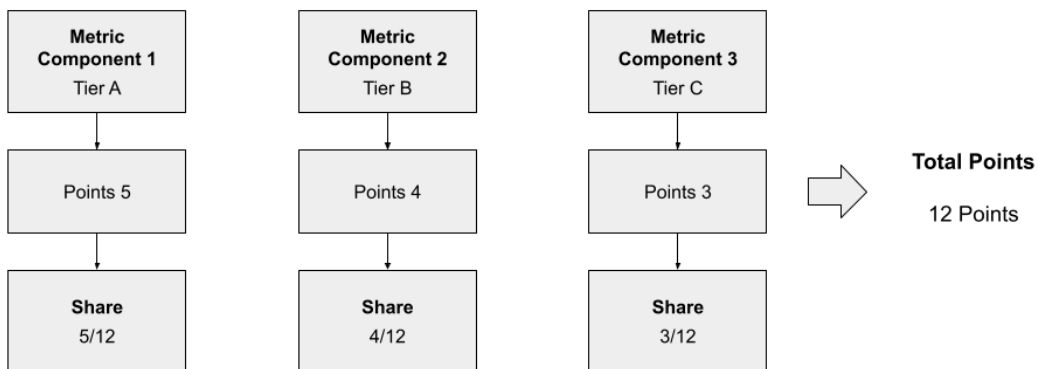 Metric
Component 1
Tier A
Metric
Component 2
Tier B
Metric
Component 3
Tier C
Points 5
Points 4
Points 3
Total Points
12 Points
Share
5/12
Share
4/12
Share
3/12